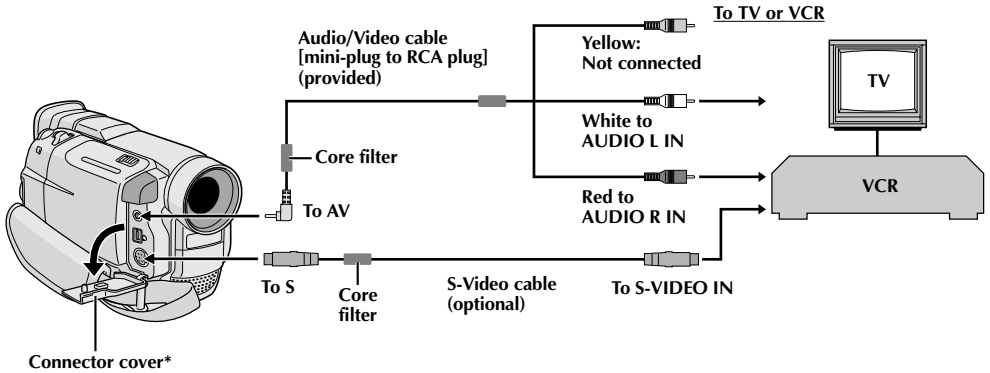 To TV or VCR
Audio/Video cable
[mini-plug to RCA plug]
(provided)
Yellow:
Not connected
TV
White to
AUDIO L IN
Core filter
VCR
Red to
AUDIO R IN
To AV
To S
Core
filter
S-Video cable
(optional)
To S-VIDEO IN
Connector cover*